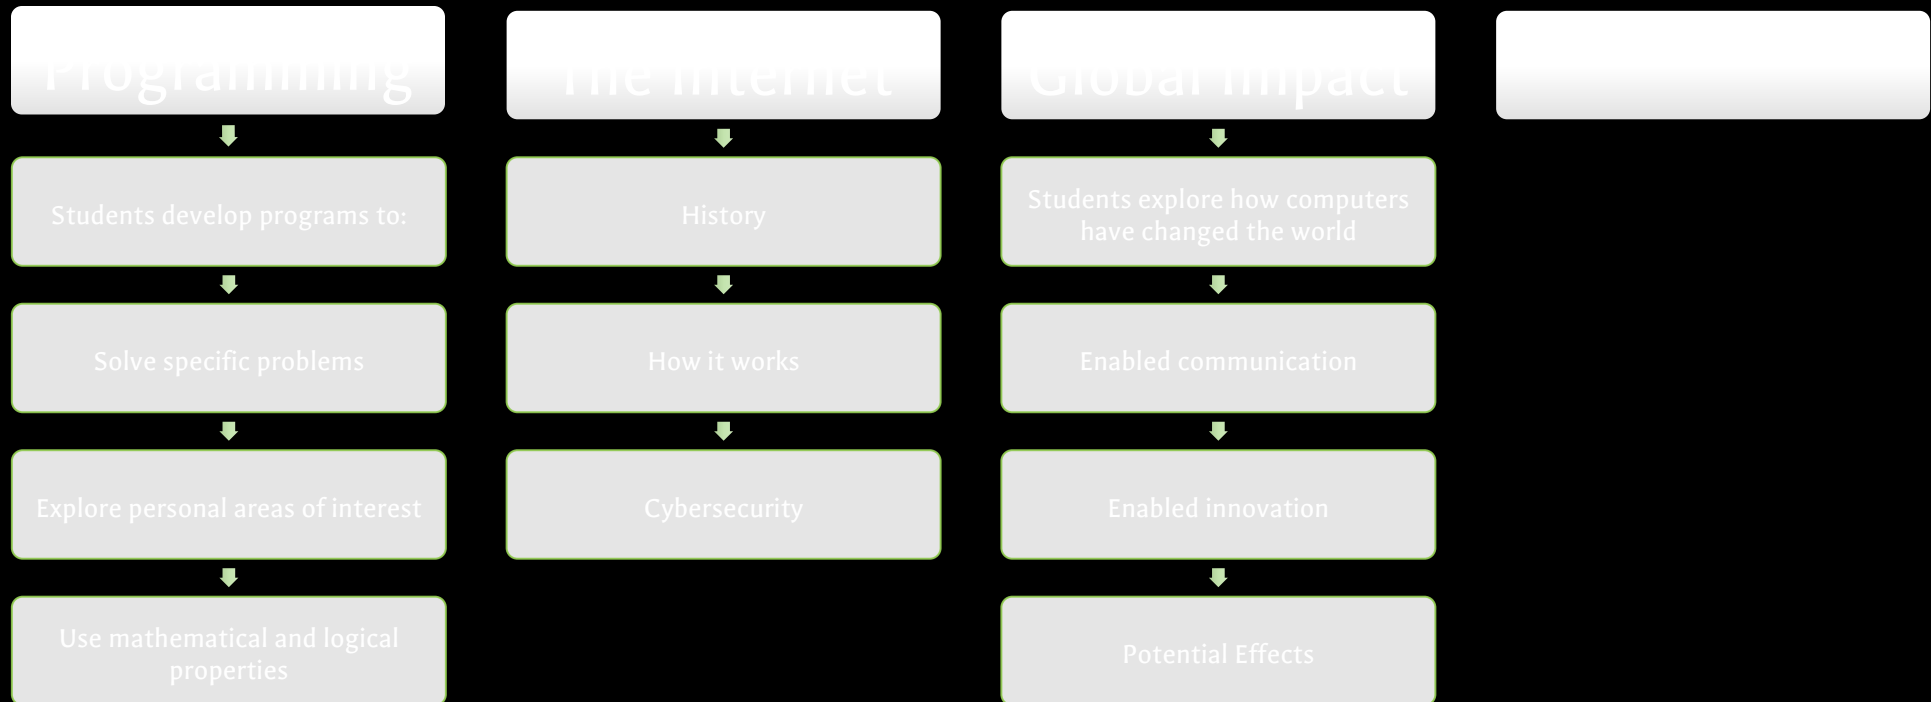 Programming
Students develop programs to:
Solve specific problems
Explore personal areas of interest
Use mathematical and logical
properties
The Internet
History
How it works
Cybersecurity
Global Impact
Students explore how computers
have changed the world
Enabled communication
Enabled innovation
Potential Effects